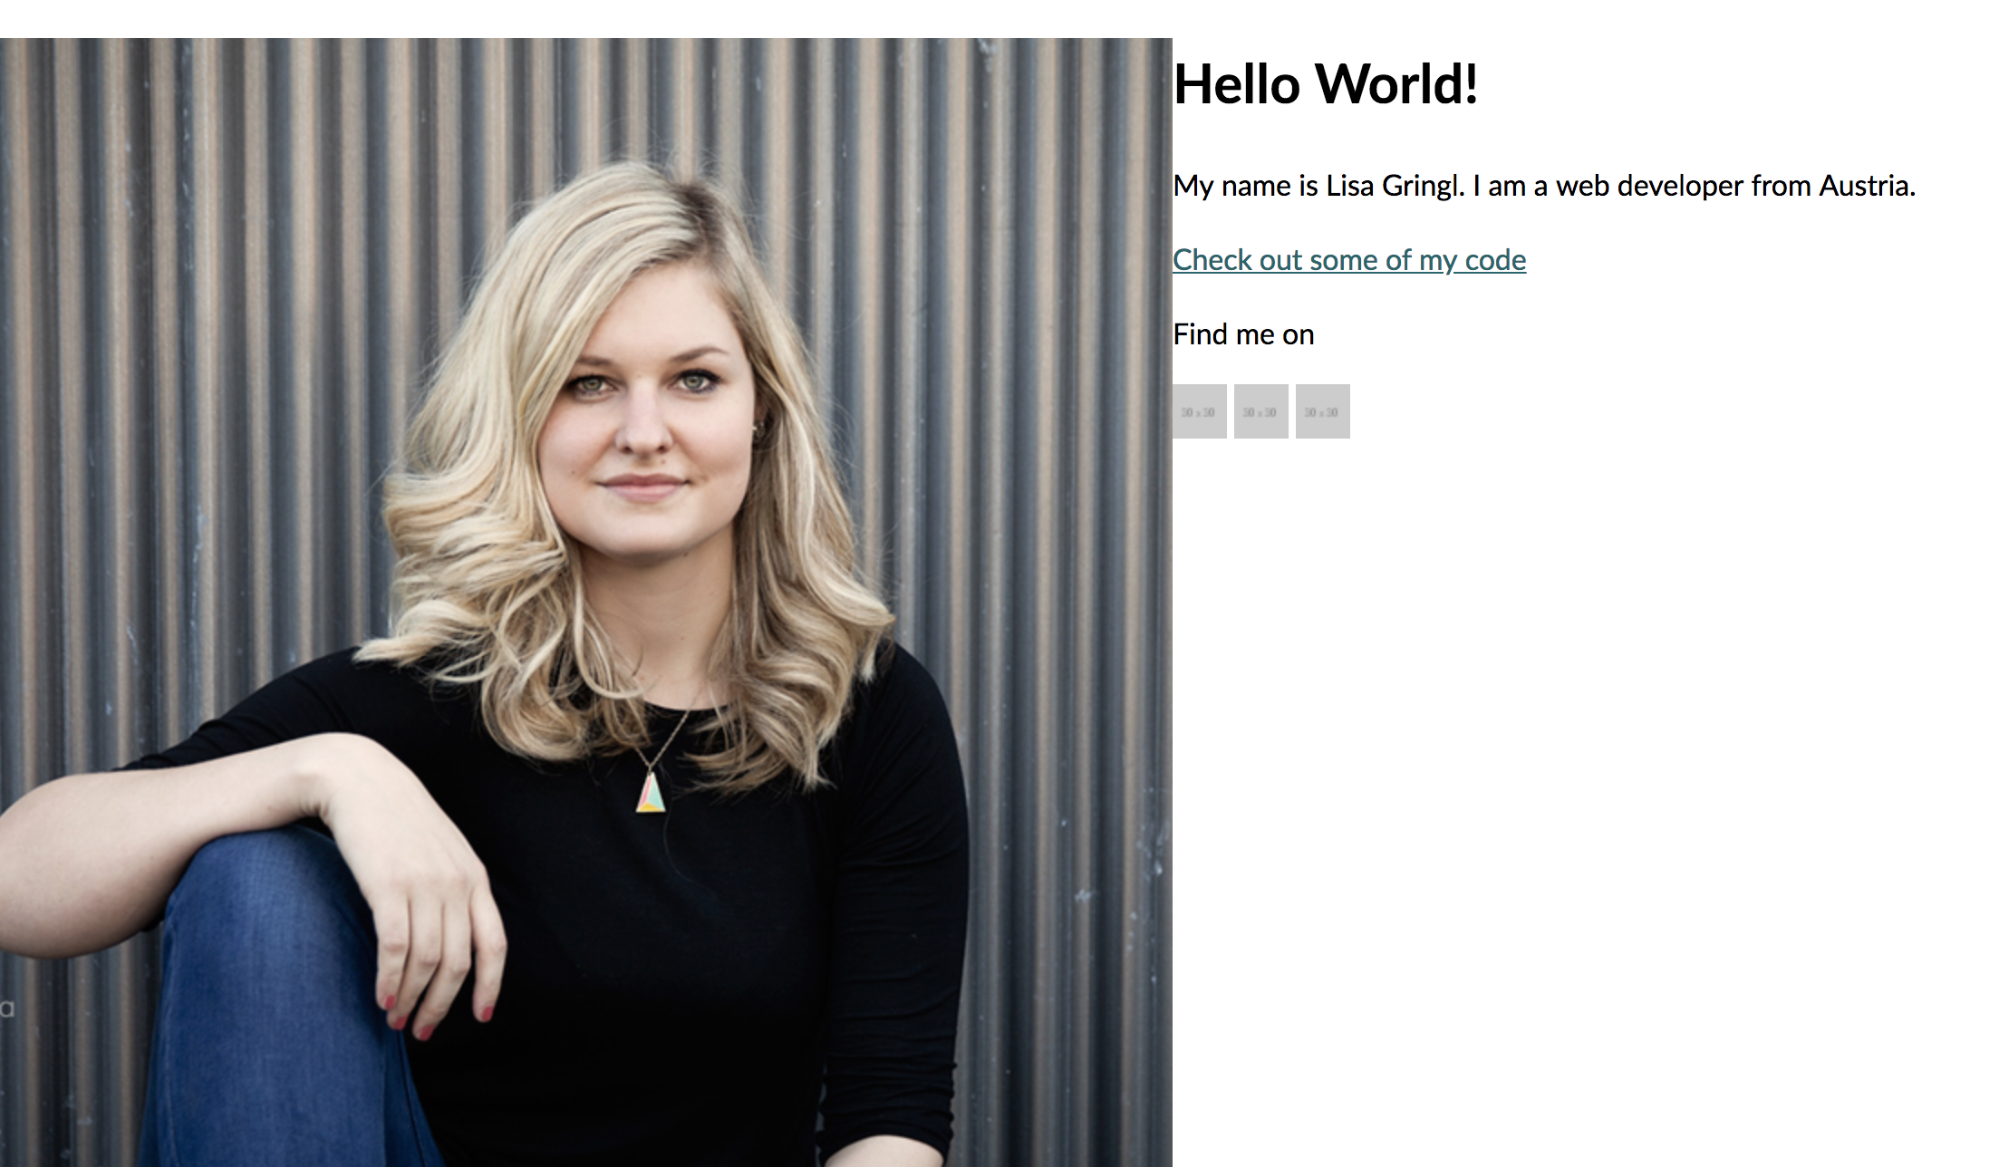 Hello World!
My name is Lisa Gringl. I am a web developer from Austria.
Check out some of my code
Find me on
30 x 30 30 x 30 30 x 30
a